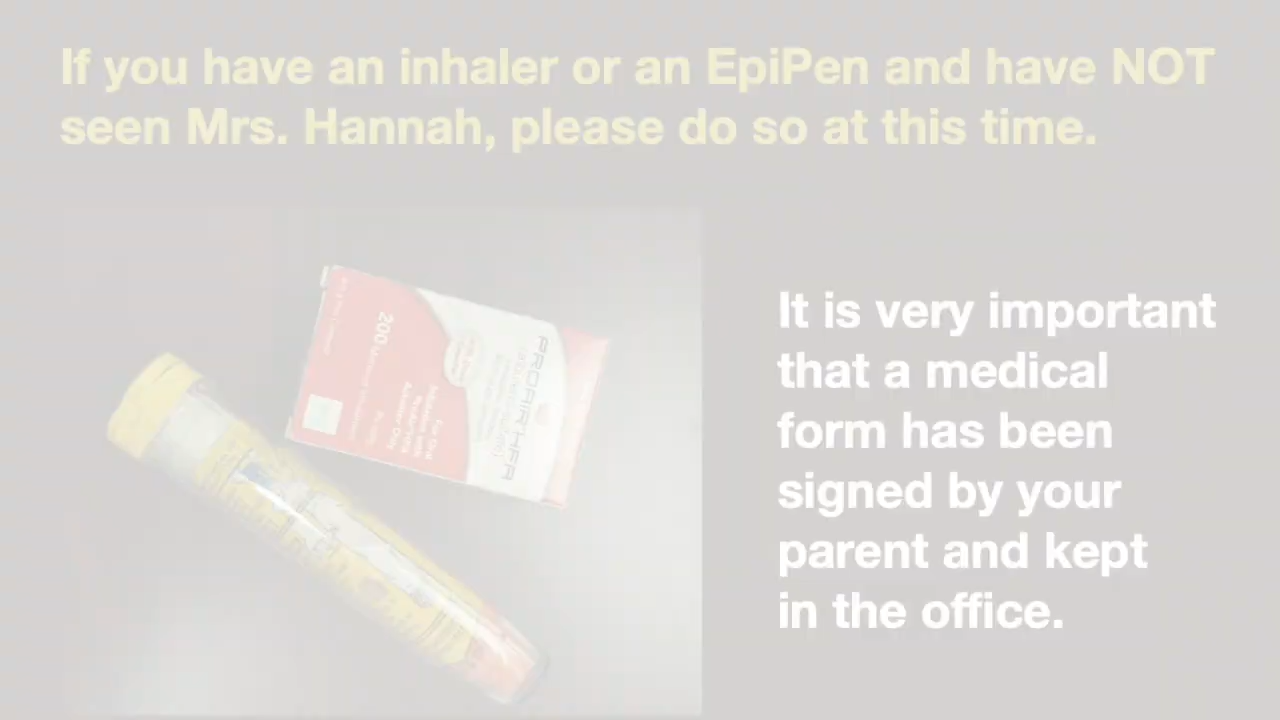 If you have an inhaler or an EpiPen and have NOT
seen Mrs. Hannah, please do so at this time.
It is very important
that a medical
form has been
signed by your
parent and kept
in the office.
200
PROAIR HFA